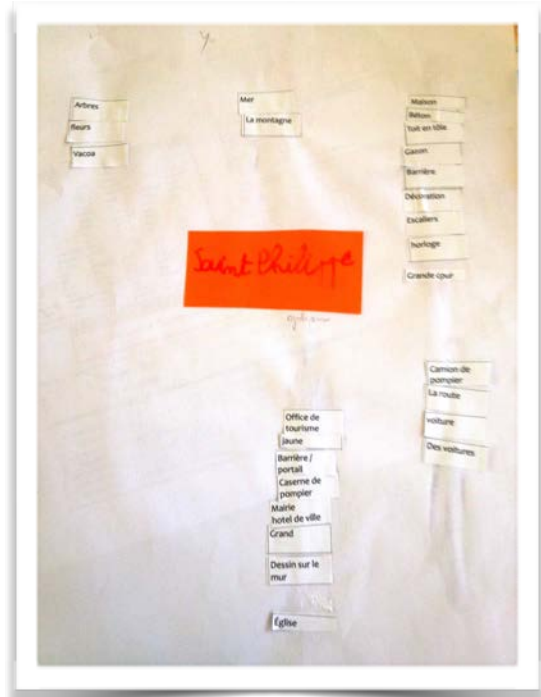 Arbres
fleurs
Vacoa
Mer
La montagne
Maison
Béton
Toit en tôle
Gazon
Barrière
Décoration
Escaliers
horloge
Grande cour
Saint Philippe
Camion de
pompier
La route
voiture
Des voitures
Office de
tourisme
jaune
Barrière /
portail
Caserne de
pompier
Mairie
hotel de ville
Grand
Dessin sur le
mur
Église